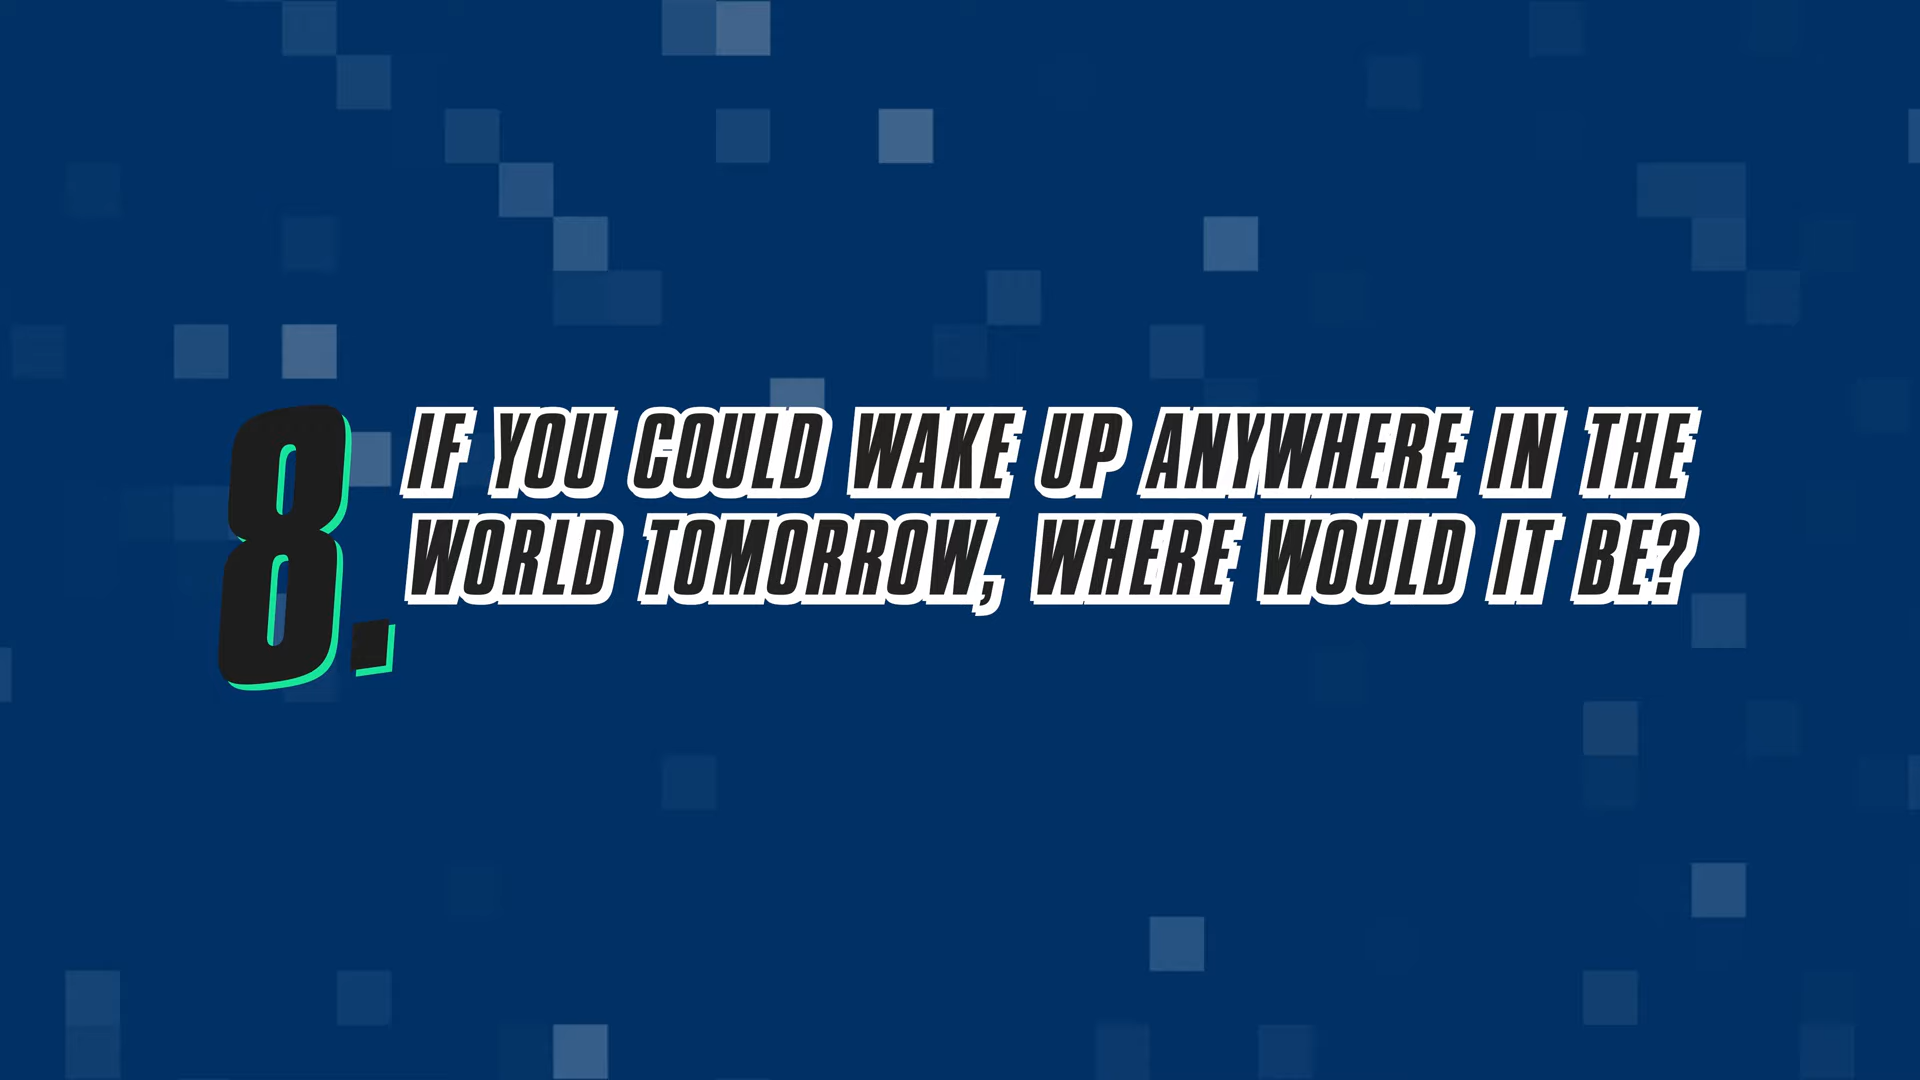 8. IF YOU COULD WAKE UP ANYWHERE IN THE
WORLD TOMORROW, WHERE WOULD IT BE?